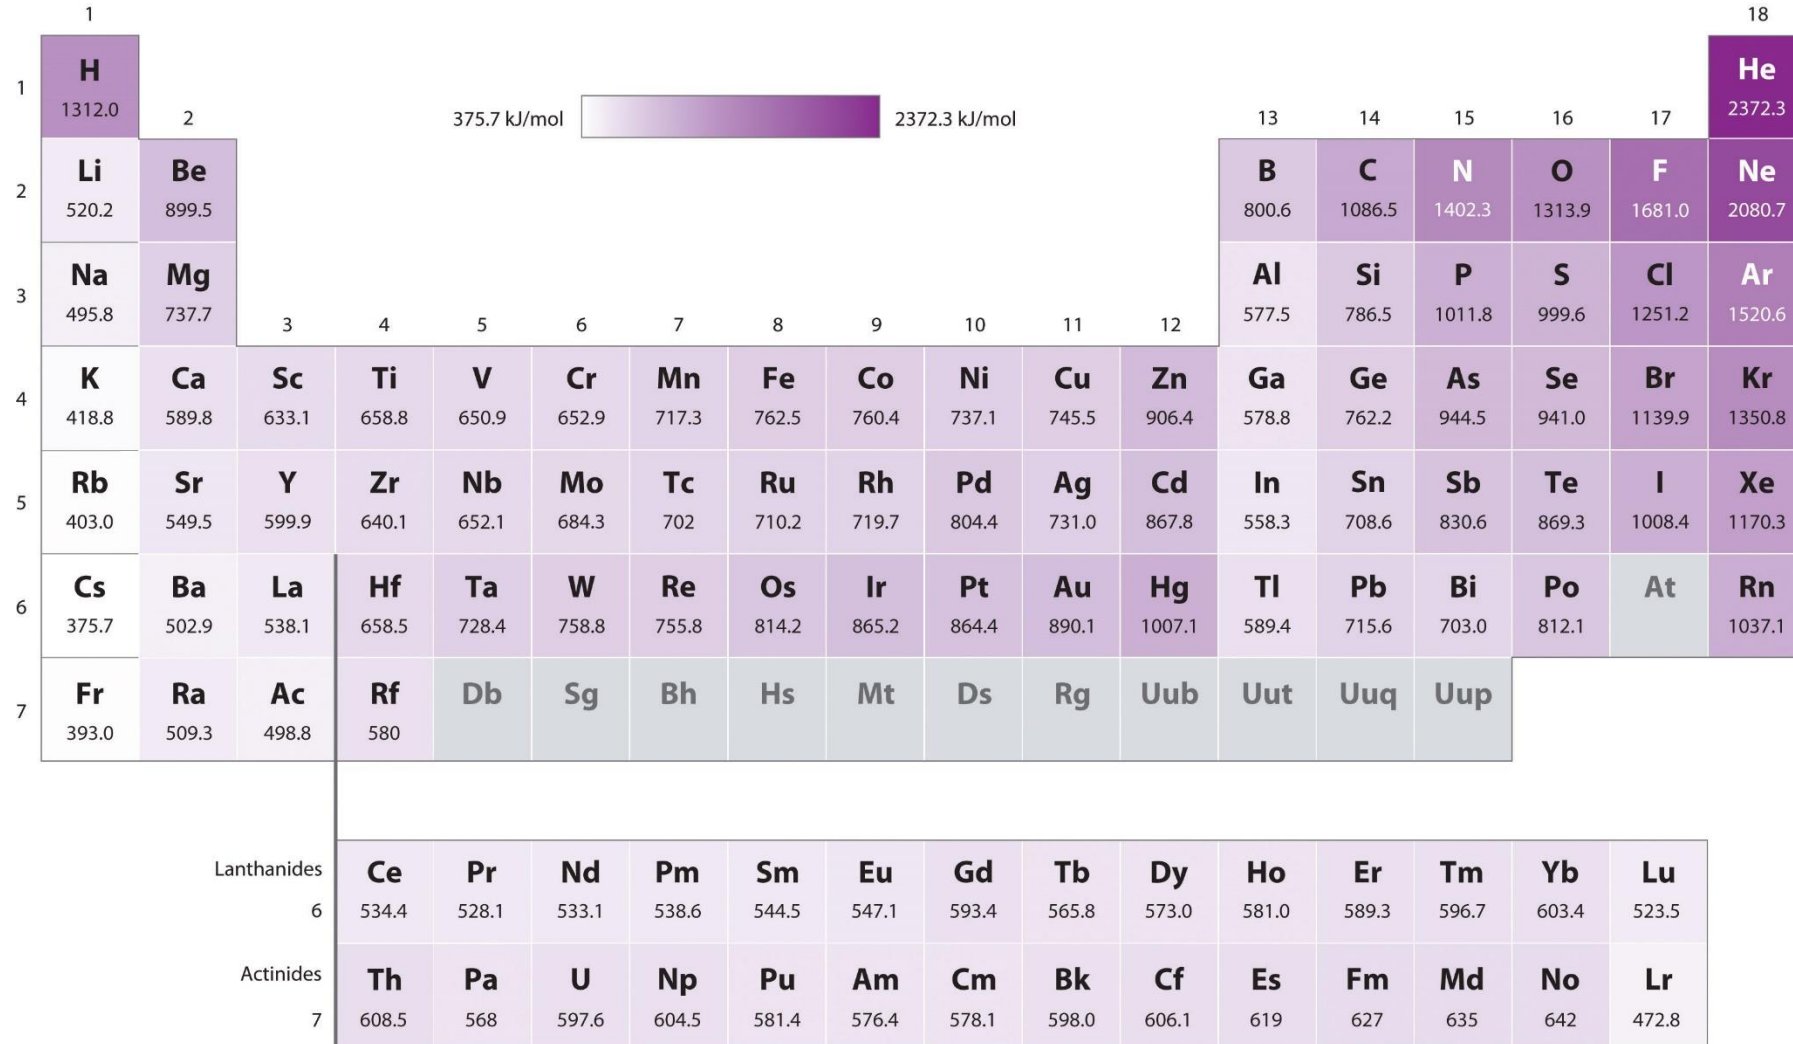 1 18
H He
1 1312.0 2 375.7 kJ/mol 2372.3 kJ/mol 13 14 15 16 17 2372.3
Li Be B C N O F Ne
2 520.2 899.5 800.6 1086.5 1402.3 1313.9 1681.0 2080.7
Na Mg Al Si P S Cl Ar
3 495.8 737.7 3 4 5 6 7 8 9 10 11 12 577.5 786.5 1011.8 999.6 1251.2 1520.6
K Ca Sc Ti V Cr Mn Fe Co Ni Cu Zn Ga Ge As Se Br Kr
4 418.8 589.8 633.1 658.8 650.9 652.9 717.3 762.5 760.4 737.1 745.5 906.4 578.8 762.2 944.5 941.0 1139.9 1350.8
Rb Sr Y Zr Nb Mo Tc Ru Rh Pd Ag Cd In Sn Sb Te I Xe
5 403.0 549.5 599.9 640.1 652.1 684.3 702 710.2 719.7 804.4 731.0 867.8 558.3 708.6 830.6 869.3 1008.4 1170.3
Cs Ba La Hf Ta W Re Os Ir Pt Au Hg Tl Pb Bi Po At Rn
6 375.7 502.9 538.1 658.5 728.4 758.8 755.8 814.2 865.2 864.4 890.1 1007.1 589.4 715.6 703.0 812.1 1037.1
Fr Ra Ac Rf Db Sg Bh Hs Mt Ds Rg Uub Uut Uuq Uup
7 393.0 509.3 498.8 580
Lanthanides Ce Pr Nd Pm Sm Eu Gd Tb Dy Ho Er Tm Yb Lu
6 534.4 528.1 533.1 538.6 544.5 547.1 593.4 565.8 573.0 581.0 589.3 596.7 603.4 523.5
Actinides Th Pa U Np Pu Am Cm Bk Cf Es Fm Md No Lr
7 608.5 568 597.6 604.5 581.4 576.4 578.1 598.0 606.1 619 627 635 642 472.8